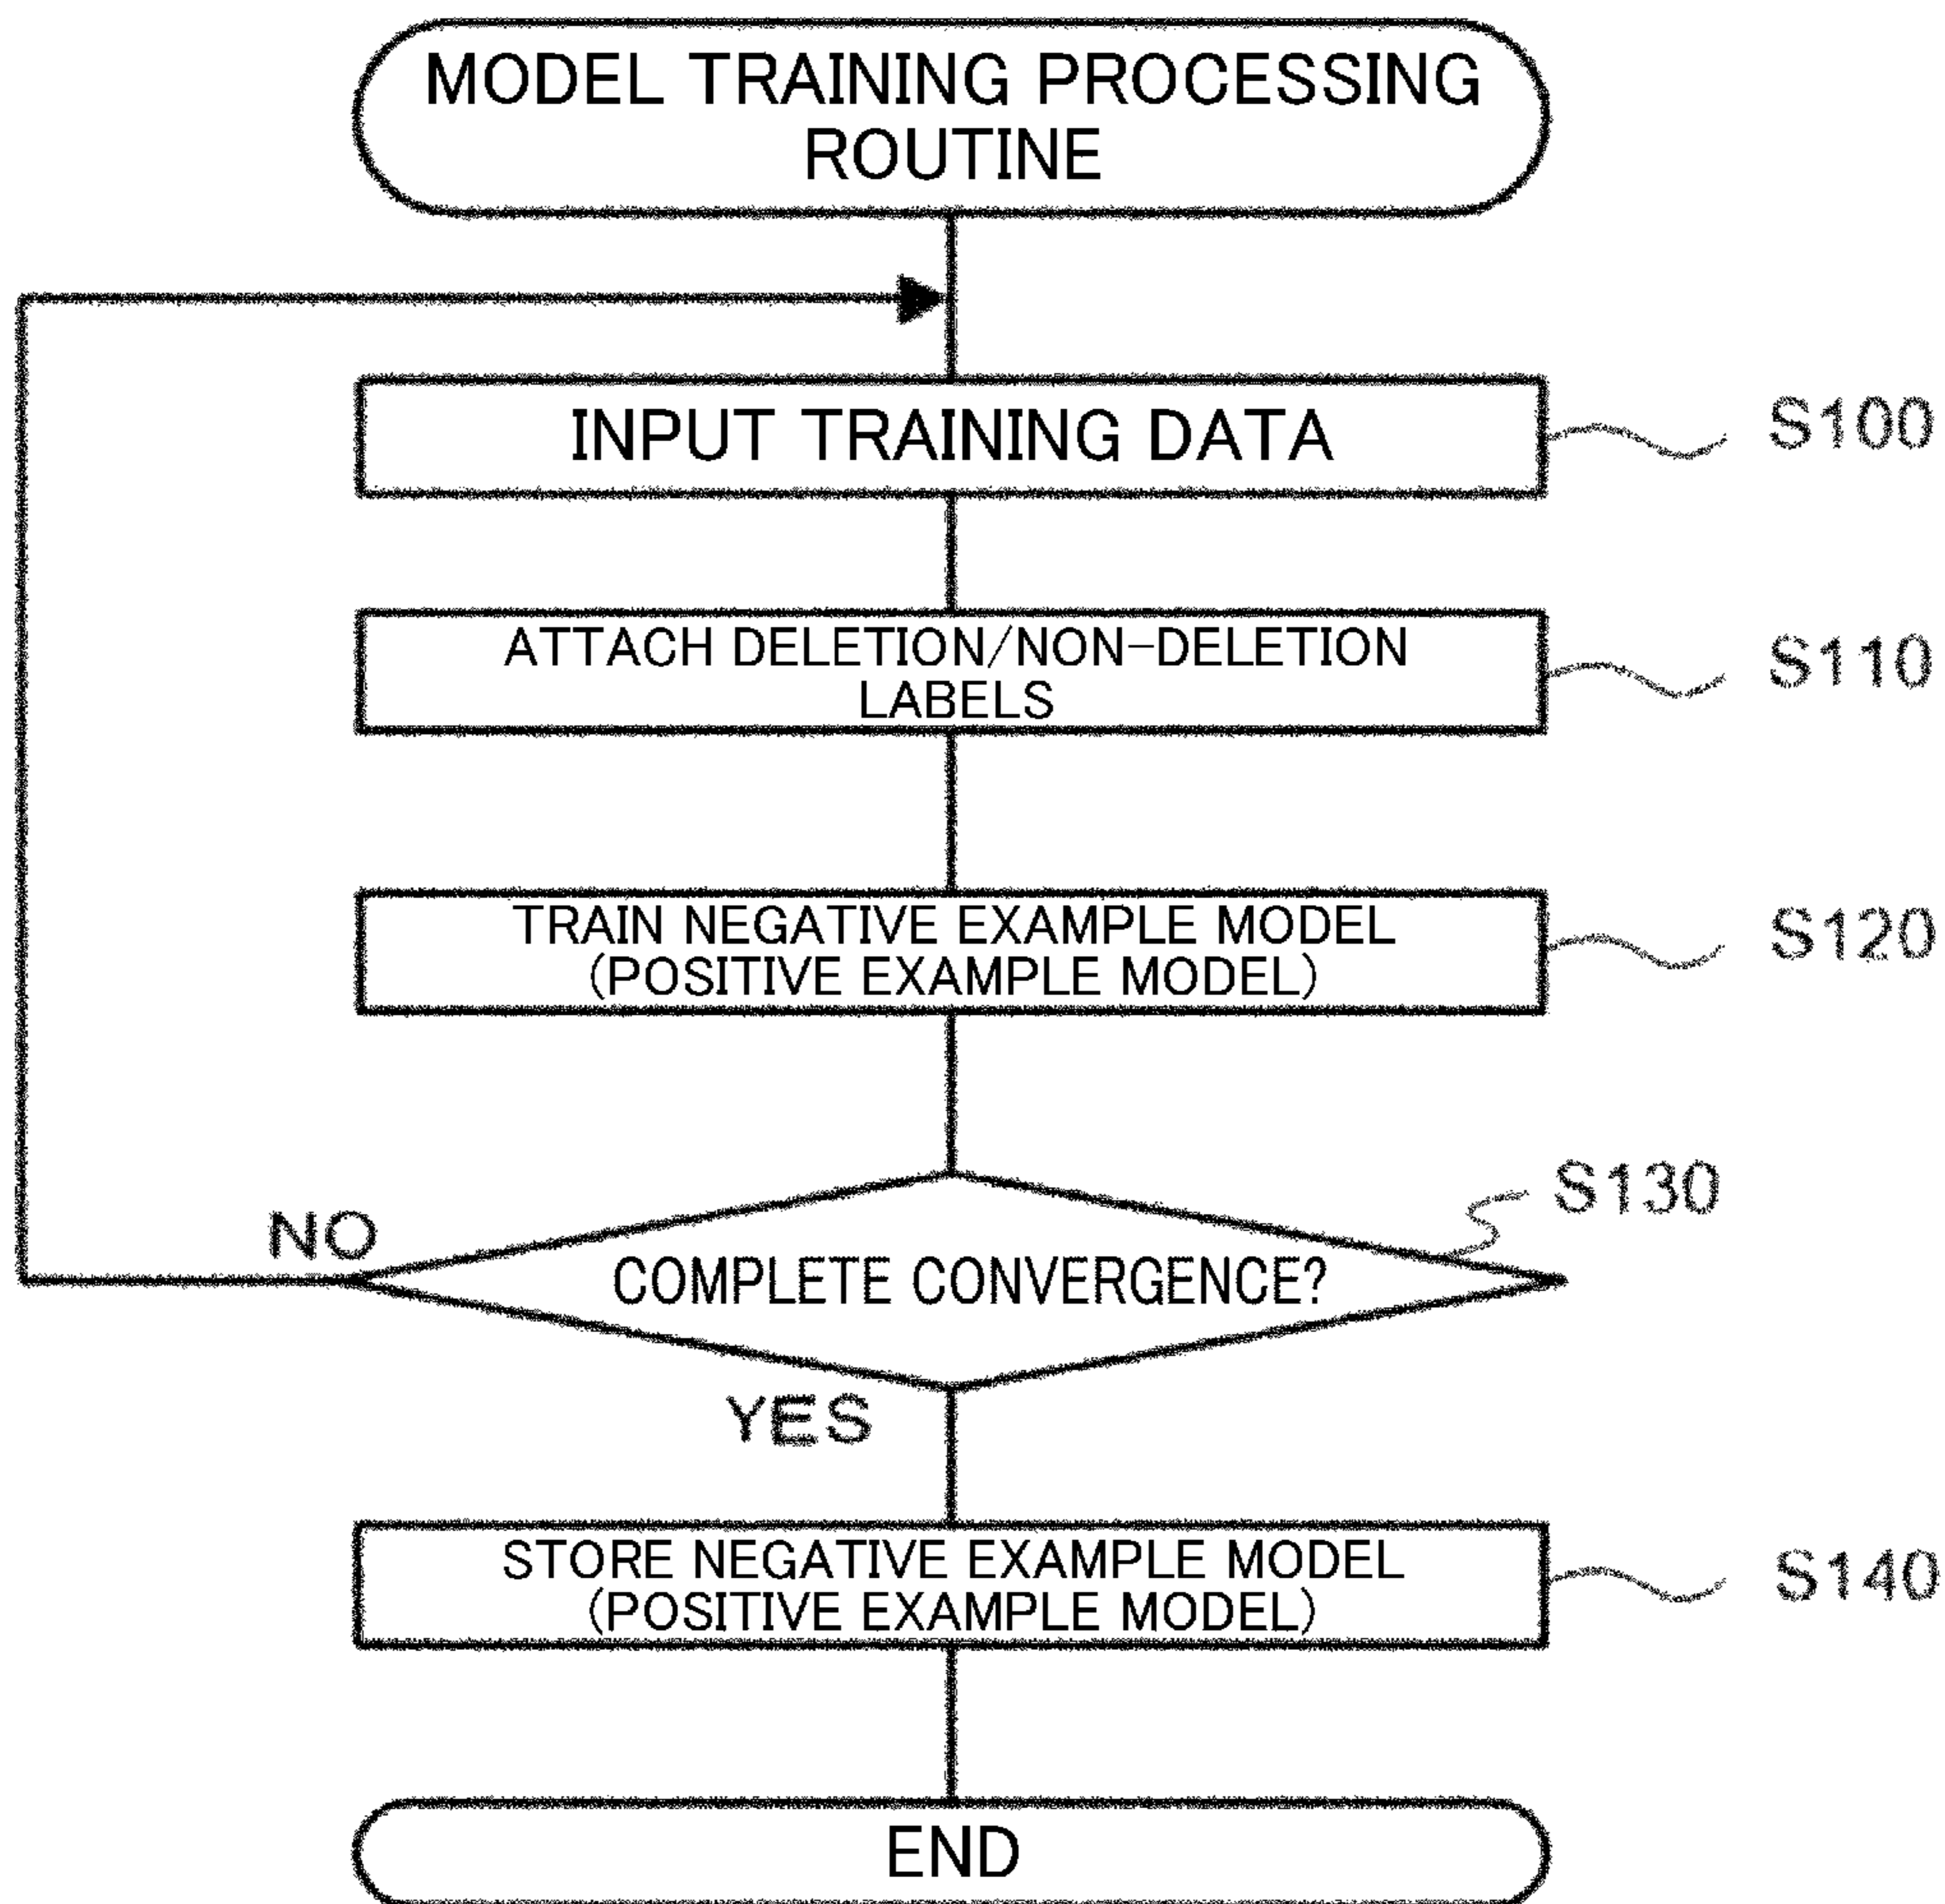 MODEL TRAINING PROCESSING
ROUTINE
INPUT TRAINING DATA
S100
ATTACH DELETION/NON-DELETION
LABELS
S110
TRAIN NEGATIVE EXAMPLE MODEL
(POSITIVE EXAMPLE MODEL)
S120
S130
NO
COMPLETE CONVERGENCE?
YES
STORE NEGATIVE EXAMPLE MODEL
(POSITIVE EXAMPLE MODEL)
S140
END